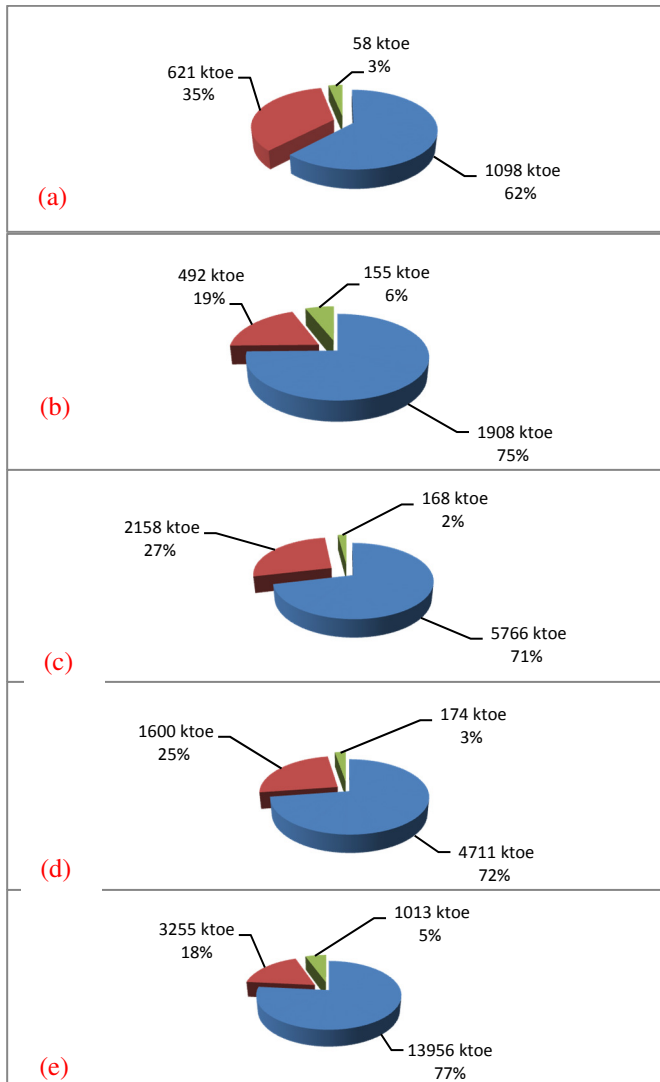 58 ktoe
3%
621 ktoe
35%
1098 ktoe
62%
(a)
492 ktoe
19%
155 ktoe
6%
(b)
1908 ktoe
75%
168 ktoe
2%
2158 ktoe
27%
5766 ktoe
71%
(c)
1600 ktoe
25%
174 ktoe
3%
4711 ktoe
72%
(d)
3255 ktoe
18%
1013 ktoe
5%
13956 ktoe
77%
(e)